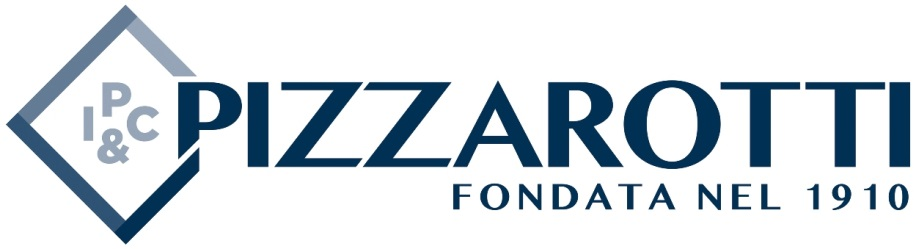 P
I C
&
PIZZAROTTI
FONDATA NEL 1910